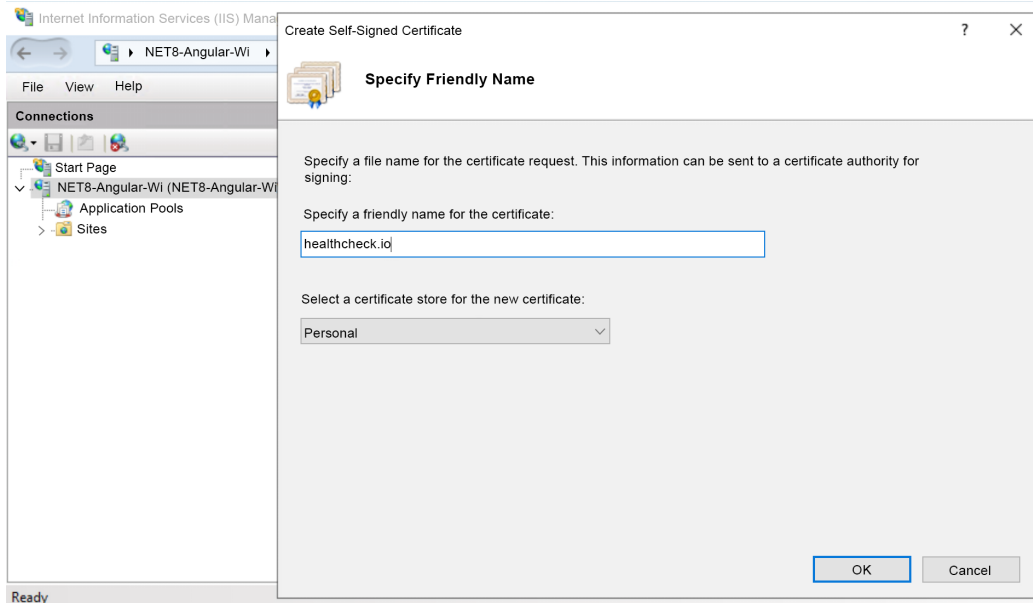 Internet Information Services (IIS) Mana
Create Self-Signed Certificate
?
NET8-Angular-Wi
Specify Friendly Name
File View Help
Connections
Start Page
NET8-Angular-Wi (NET8-Angular-Wi
Application Pools
Sites
Specify a file name for the certificate request. This information can be sent to a certificate authority for
signing:
Specify a friendly name for the certificate:
healthcheck.io
Select a certificate store for the new certificate:
Personal
OK Cancel
Ready